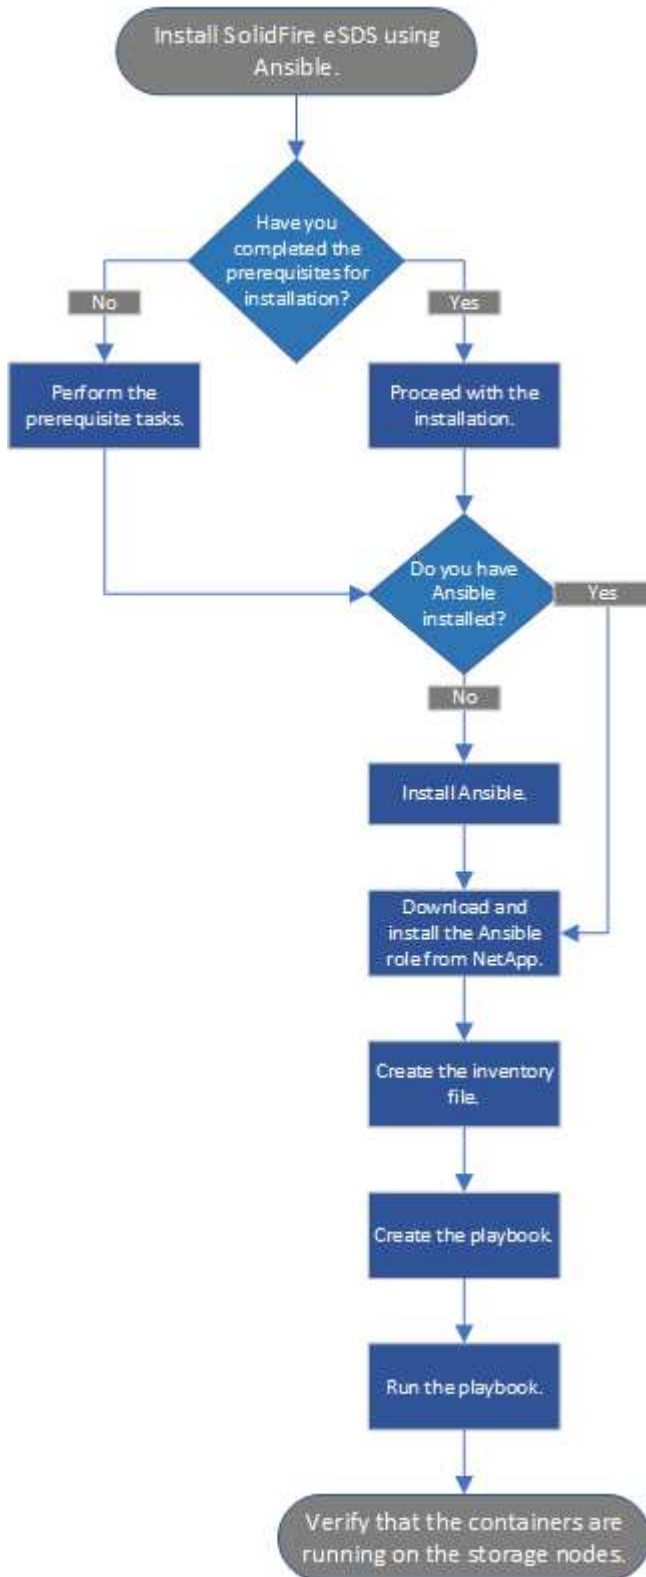 Install SolidFire eSDS using
Ansible.
Have you
completed the
prerequisites for
installation?
No
Yes
Perform the
prerequisite tasks.
Proceed with the
installation.
Do you have
Ansible
installed?
Yes
No
Install Ansible.
Download and
install the Ansible
role from NetApp.
Create the inventory
file.
Create the playbook.
Run the playbook.
Verify that the containers are
running on the storage nodes.